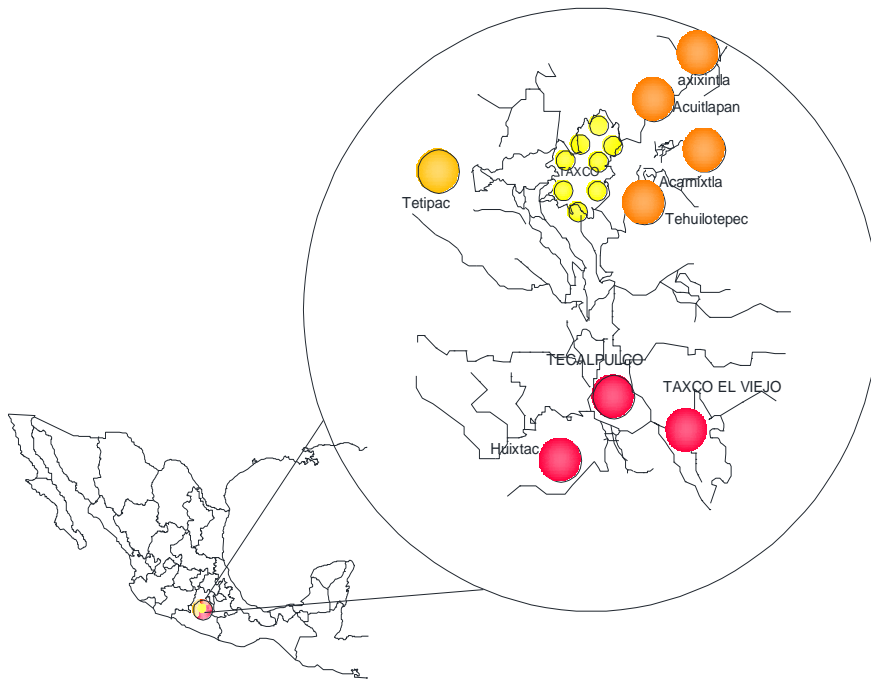 axixintla
Acuitlapan
TAXCO
Acamixtla
Tetipac
Tehuilotepec
TECALPULCO
TAXCO EL VIEJO
Huixtac